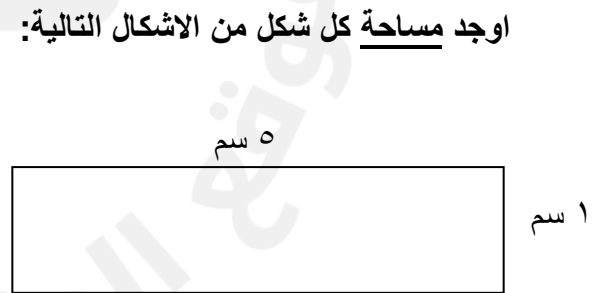 اوجد مساحة كل شكل من الاشكال التالية:
٥ سم
١ سم